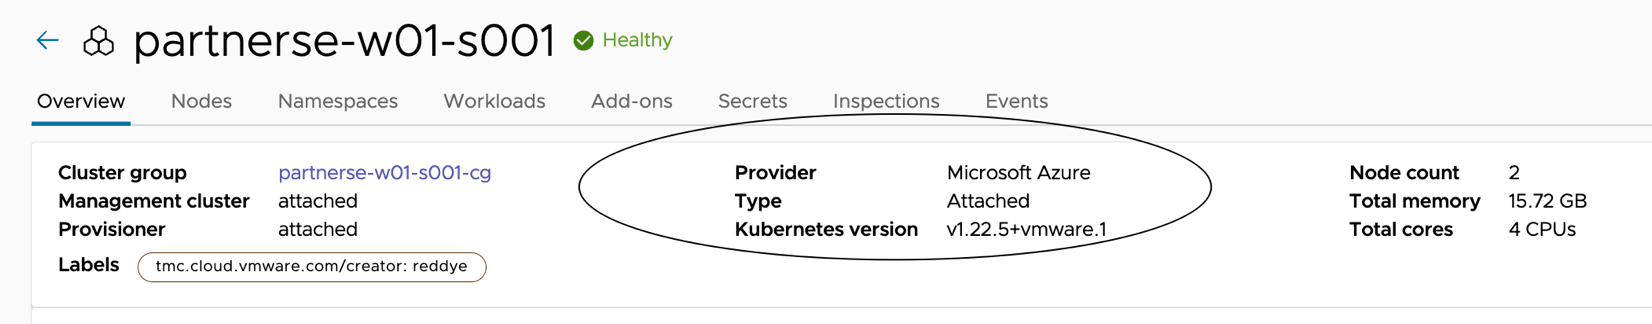 partnerse-w01-s001 Healthy
Overview Nodes Namespaces Workloads Add-ons Secrets Inspections Events
Cluster group partnerse-w01-s001-cg
Management cluster attached
Provisioner attached
Labels tmc.cloud.vmware.com/creator: reddye
Provider Microsoft Azure
Type Attached
Kubernetes version v1.22.5+vmware.1
Node count 2
Total memory 15.72 GB
Total cores 4 CPUs